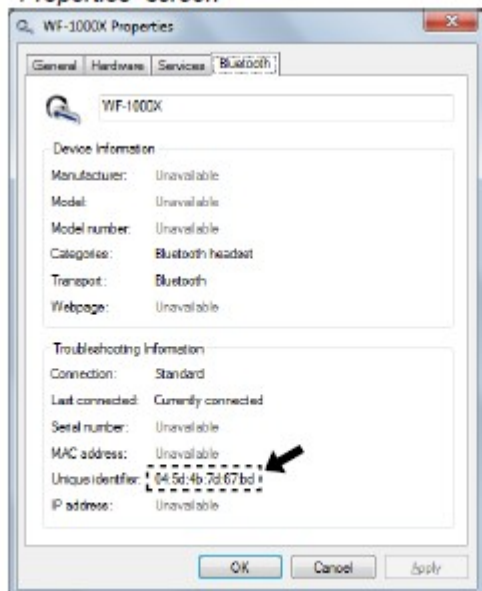 Properties screen
WF-1000X Properties
General Hardware Services Bluetooth
WF-1000X
Device Information
Manufacturer: Unavailable
Model: Unavailable
Model number: Unavailable
Categories: Bluetooth headset
Transport: Bluetooth
Webpage: Unavailable
Troubleshooting Information
Connection: Standard
Last connected: Currently connected
Serial number: Unavailable
MAC address: Unavailable
Unique identifier: 04:5d:4b:7d:67:bd
IP address: Unavailable
OK Cancel Apply